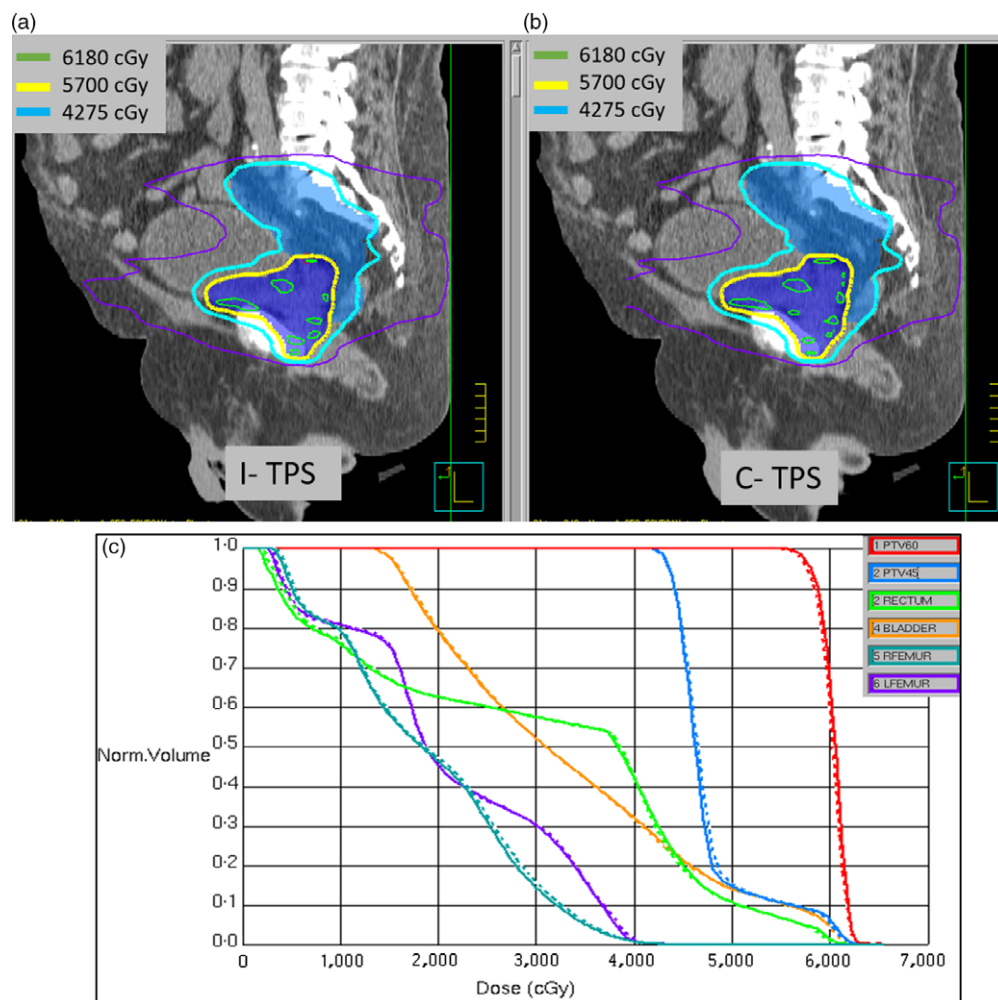 (a)
6180 cGy
5700 cGy
4275 cGy
I- TPS
(b)
6180 cGy
5700 cGy
4275 cGy
C- TPS
(c)
1 PTV60
2 PTV45
2 RECTUM
4 BLADDER
5 RFEMUR
6 LFEMUR
Norm.Volume
1·0
0·9
0·8
0·7
0·6
0·5
0·4
0·3
0·2
0·1
0·0
0 1,000 2,000 3,000 4,000 5,000 6,000 7,000
Dose (cGy)